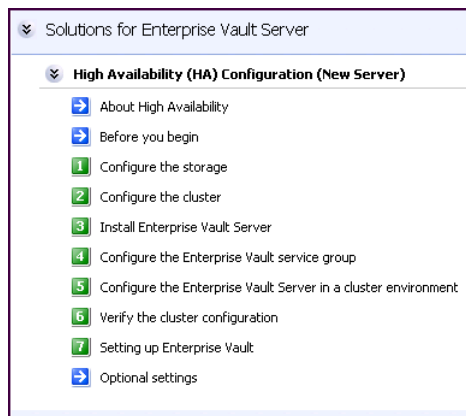 Solutions for Enterprise Vault Server
High Availability (HA) Configuration (New Server)
About High Availability
Before you begin
1 Configure the storage
2 Configure the cluster
3 Install Enterprise Vault Server
4 Configure the Enterprise Vault service group
5 Configure the Enterprise Vault Server in a cluster environment
6 Verify the cluster configuration
7 Setting up Enterprise Vault
Optional settings